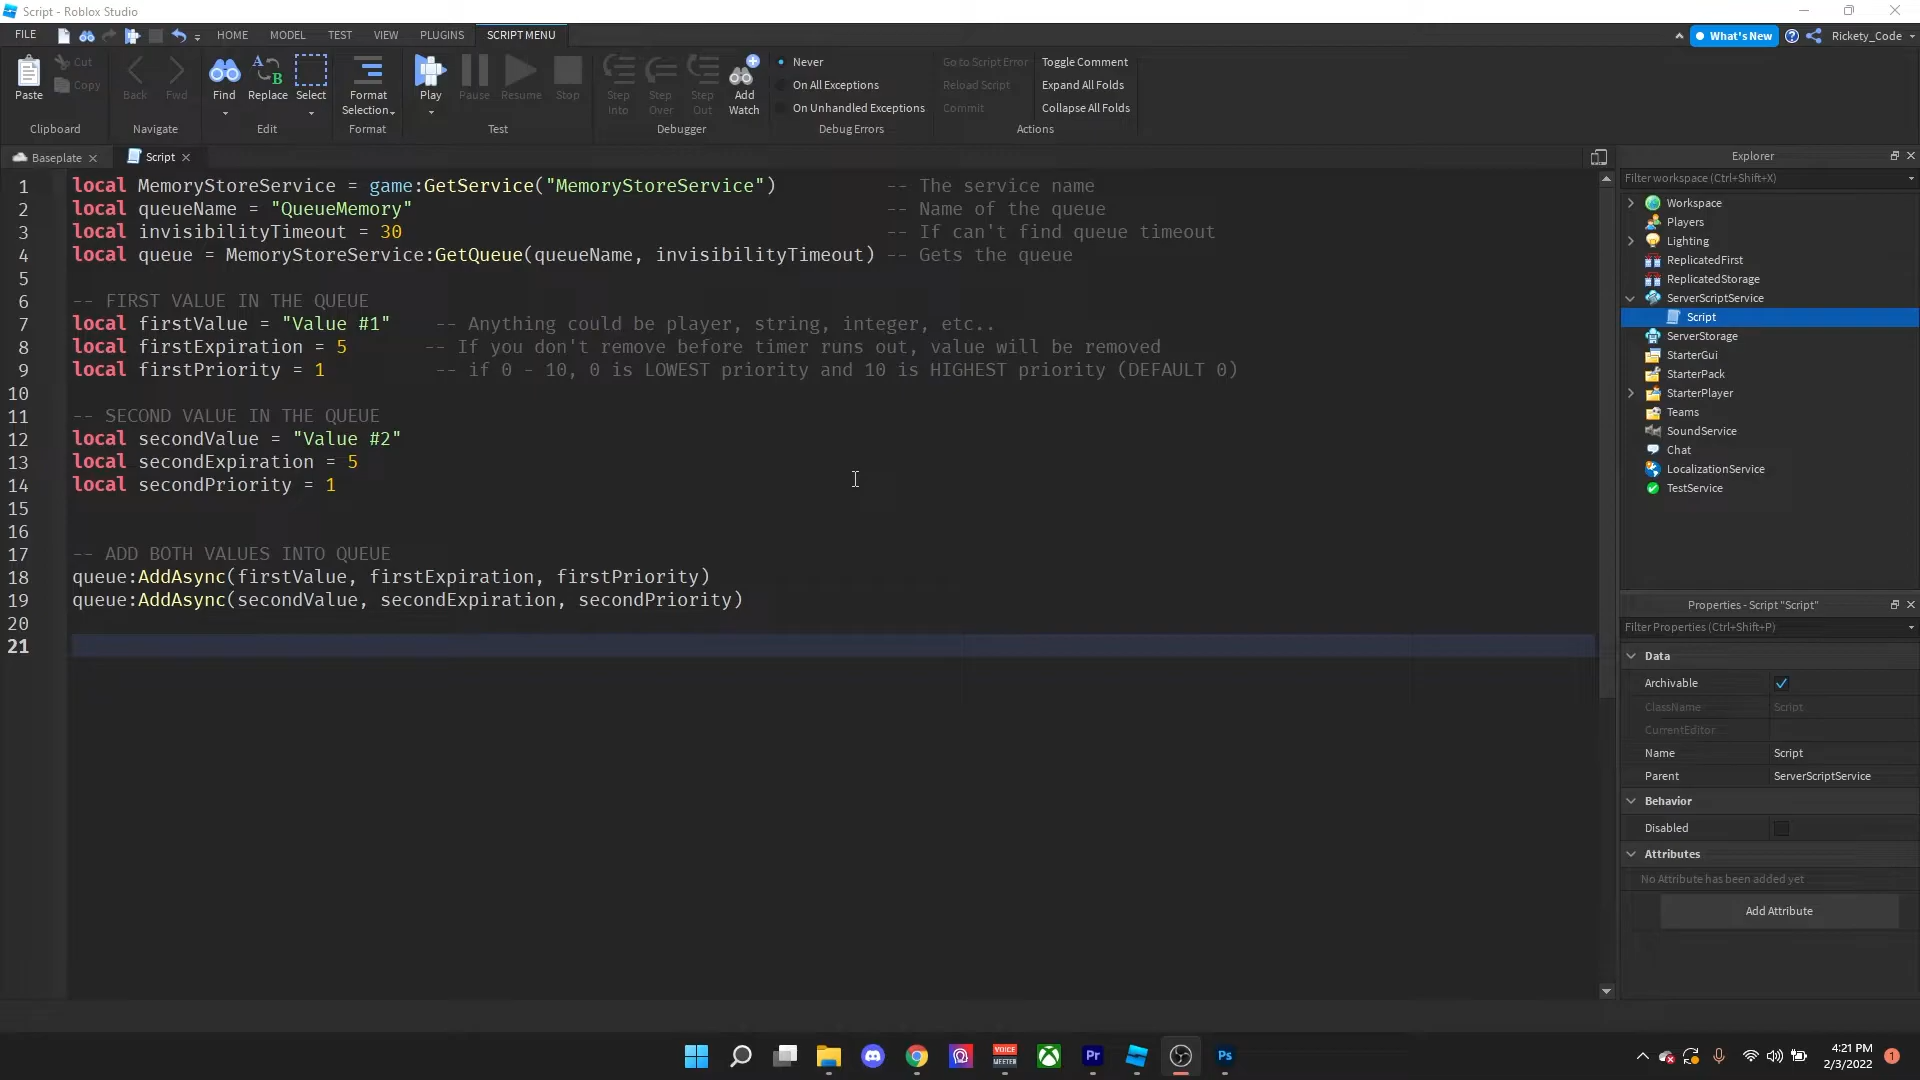 Script - Roblox Studio
FILE
HOME
MODEL
TEST
VIEW
PLUGINS
SCRIPT MENU
What's New
Rickety_Code
Paste
Cut
Copy
Clipboard
Back
Fwd
Navigate
Find
Replace
Select
Edit
Format
Selection
Format
Play
Pause
Resume
Stop
Test
Step
Into
Step
Over
Step
Out
Add
Watch
Debugger
Never
On All Exceptions
On Unhandled Exceptions
Debug Errors
Go to Script Error
Reload Script
Commit
Toggle Comment
Expand All Folds
Collapse All Folds
Actions
Baseplate
Script
1 local MemoryStoreService = game:GetService("MemoryStoreService") -- The service name
2 local queueName = "QueueMemory" -- Name of the queue
3 local invisibilityTimeout = 30 -- If can't find queue timeout
4 local queue = MemoryStoreService:GetQueue(queueName, invisibilityTimeout) -- Gets the queue
5
6 -- FIRST VALUE IN THE QUEUE
7 local firstValue = "Value #1" -- Anything could be player, string, integer, etc..
8 local firstExpiration = 5 -- If you don't remove before timer runs out, value will be removed
9 local firstPriority = 1 -- if 0 - 10, 0 is LOWEST priority and 10 is HIGHEST priority (DEFAULT 0)
10
11 -- SECOND VALUE IN THE QUEUE
12 local secondValue = "Value #2"
13 local secondExpiration = 5
14 local secondPriority = 1
15
16
17 -- ADD BOTH VALUES INTO QUEUE
18 queue:AddAsync(firstValue, firstExpiration, firstPriority)
19 queue:AddAsync(secondValue, secondExpiration, secondPriority)
20
21
Explorer
Filter workspace (Ctrl+Shift+X)
Workspace
Players
Lighting
ReplicatedFirst
ReplicatedStorage
ServerScriptService
Script
ServerStorage
StarterGui
StarterPack
StarterPlayer
Teams
SoundService
Chat
LocalizationService
TestService
Properties - Script "Script"
Filter Properties (Ctrl+Shift+P)
Data
Archivable
ClassName Script
CurrentEditor
Name Script
Parent ServerScriptService
Behavior
Disabled
Attributes
No Attribute has been added yet
Add Attribute
VOICE
MEETER
Pr
Ps
4:21 PM
2/3/2022
1